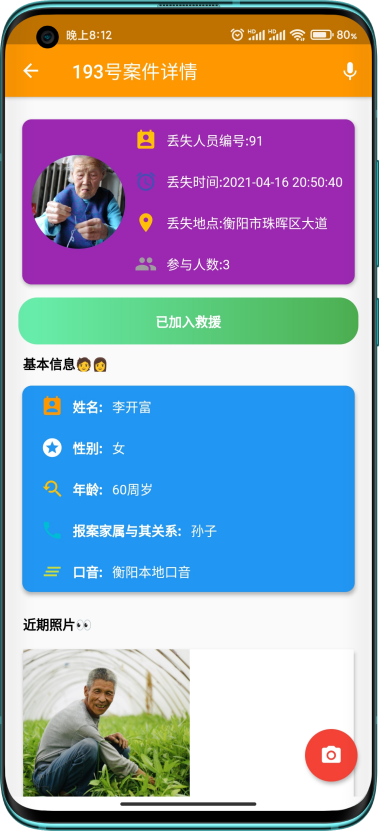 晚上8:12
HD HD 80%
193号案件详情
丢失人员编号:91
丢失时间:2021-04-16 20:50:40
丢失地点:衡阳市珠晖区大道
参与人数:3
已加入救援
基本信息🧑👩
姓名: 李开富
性别: 女
年龄: 60周岁
报案家属与其关系: 孙子
口音: 衡阳本地口音
近期照片👀